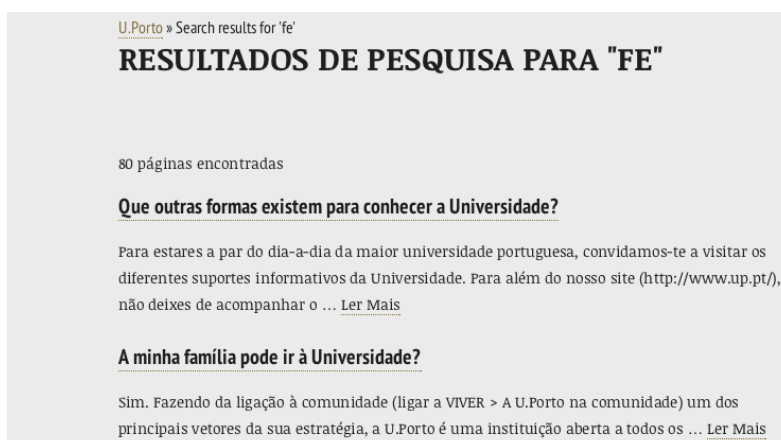 U.Porto » Search results for 'fe'
RESULTADOS DE PESQUISA PARA "FE"
80 páginas encontradas
Que outras formas existem para conhecer a Universidade?
Para estares a par do dia-a-dia da maior universidade portuguesa, convidamos-te a visitar os
diferentes suportes informativos da Universidade. Para além do nosso site (http://www.up.pt/),
não deixes de acompanhar o … Ler Mais
A minha família pode ir à Universidade?
Sim. Fazendo da ligação à comunidade (ligar a VIVER > A U.Porto na comunidade) um dos
principais vetores da sua estratégia, a U.Porto é uma instituição aberta a todos os … Ler Mais